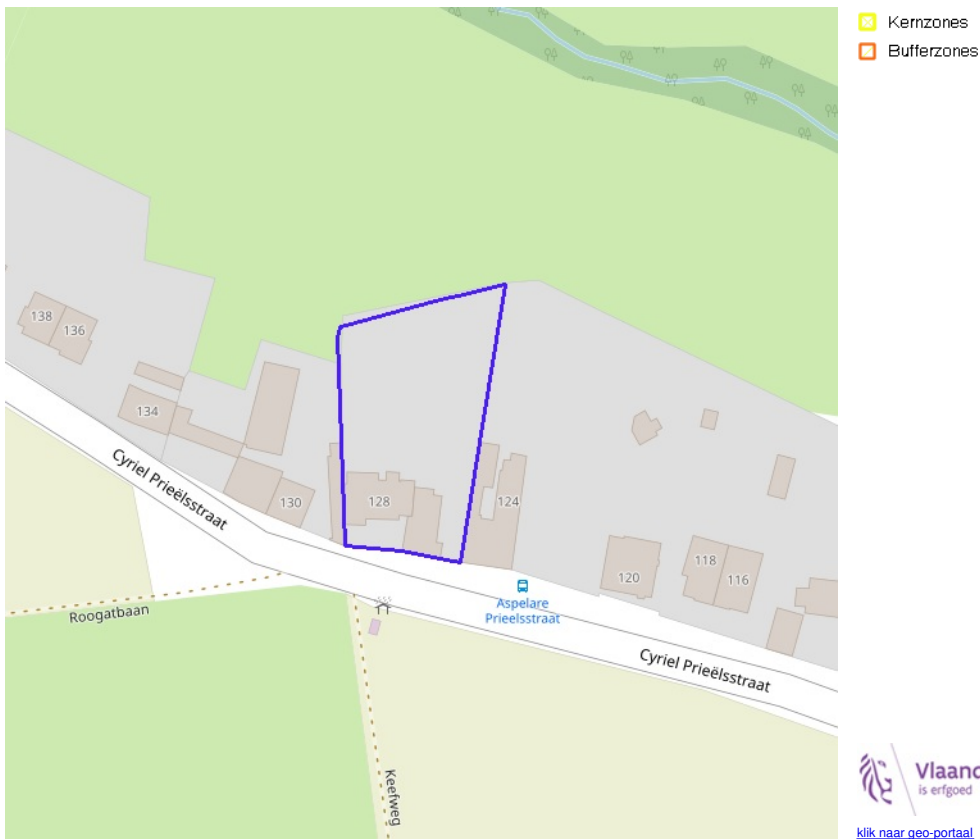 Kernzones
Bufferzones
138
136
134
130
128
124
120
118
116
Cyriel Prieëlsstraat
Aspelare
Prieelsstraat
Roogatbaan
Cyriel Prieëlsstraat
Keefweg
Vlaand
is erfgoed
klik naar geo-portaal